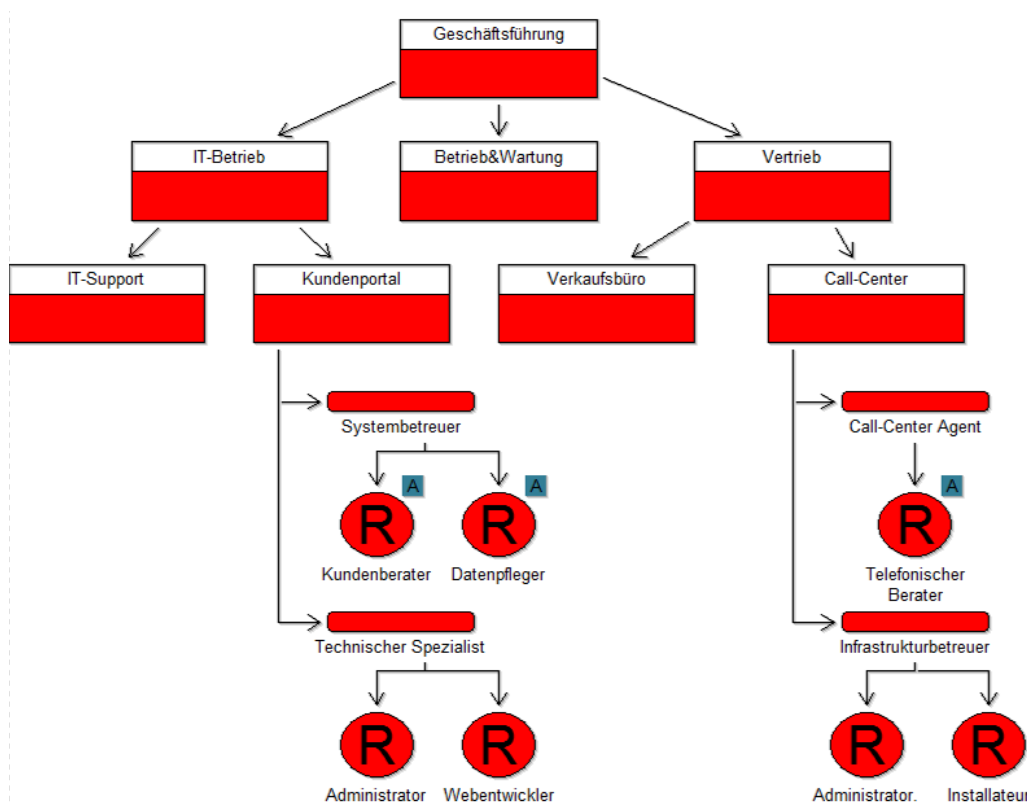 Geschäftsführung
IT-Betrieb
Betrieb&Wartung
Vertrieb
IT-Support
Kundenportal
Verkaufsbüro
Call-Center
Systembetreuer
Call-Center Agent
A
A
A
R
R
R
Kundenberater
Datenpfleger
Telefonischer
Berater
Technischer Spezialist
Infrastrukturbetreuer
R
R
R
R
Administrator
Webentwickler
Administrator.
Installateur